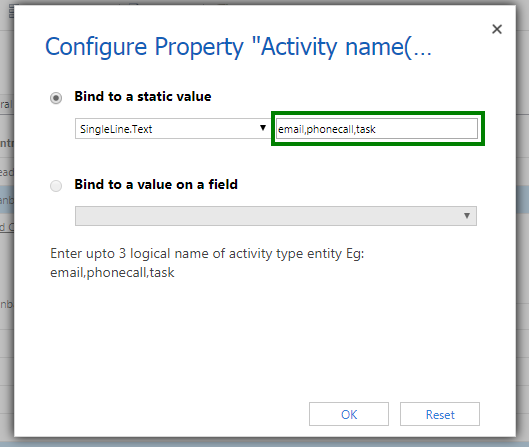 Configure Property "Activity name(...
Bind to a static value
SingleLine.Text
email,phonecall,task
Bind to a value on a field
Enter upto 3 logical name of activity type entity Eg:
email,phonecall,task
OK
Reset